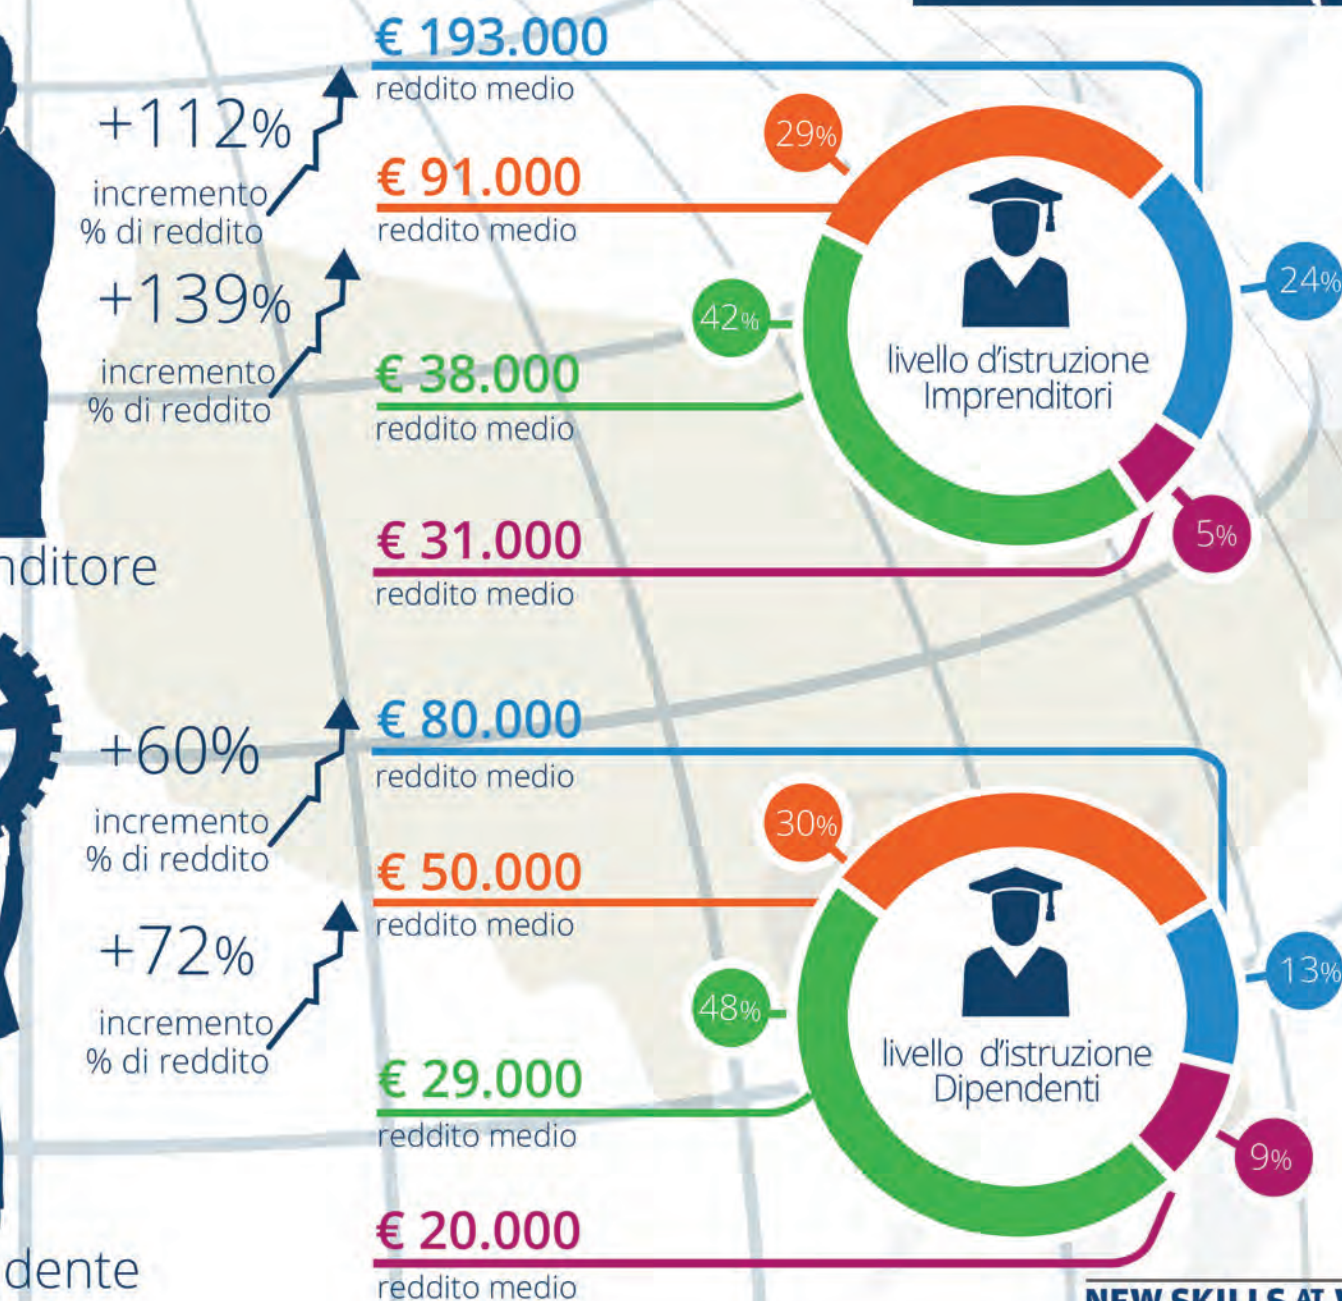 € 193.000
reddito medio
+112%
incremento
% di reddito
€ 91.000
reddito medio
+139%
incremento
% di reddito
€ 38.000
reddito medio
€ 31.000
reddito medio
29%
24%
42%
5%
livello d'istruzione
Imprenditori
nditore
€ 80.000
reddito medio
+60%
incremento
% di reddito
€ 50.000
reddito medio
+72%
incremento
% di reddito
€ 29.000
reddito medio
€ 20.000
reddito medio
30%
13%
48%
9%
livello d'istruzione
Dipendenti
dente
NEW SKILLS AT